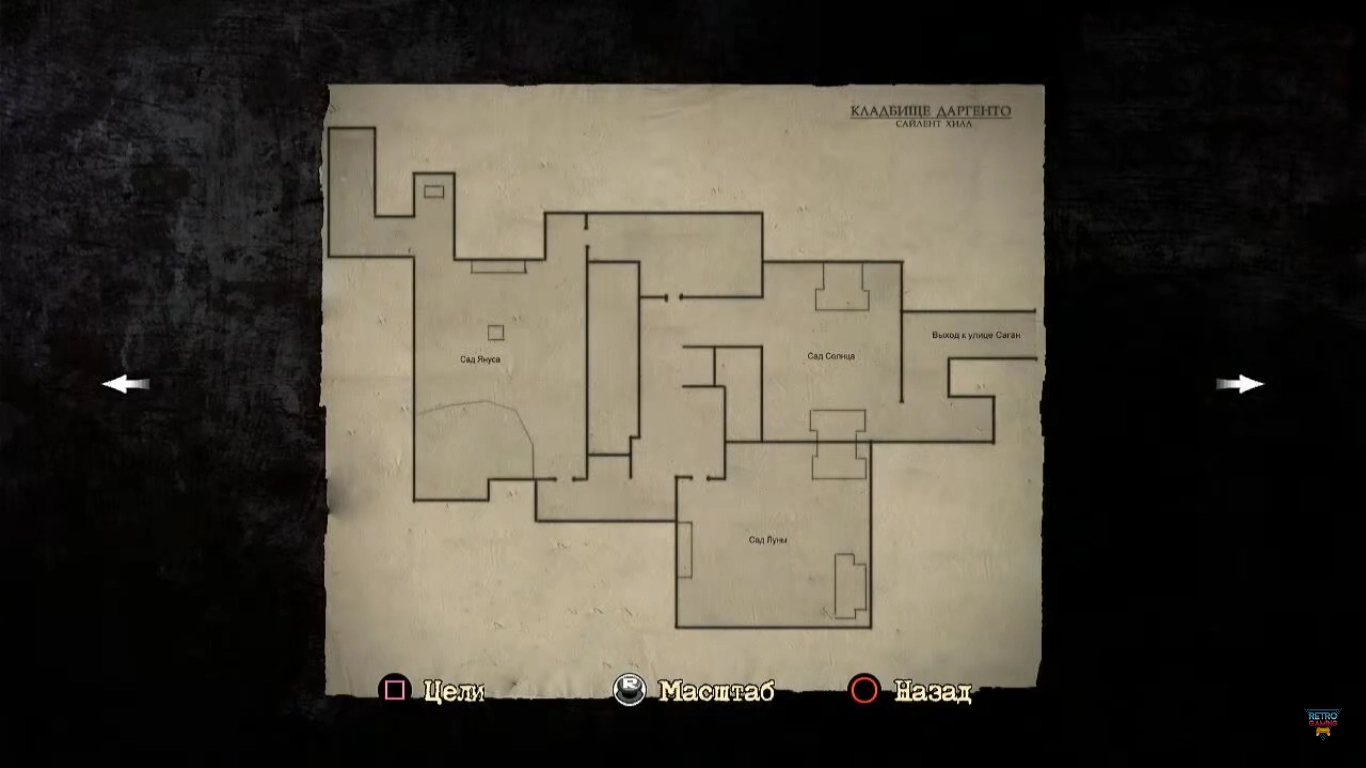 КЛАДБИЩЕ ДАРГЕНТО
САЙЛЕНТ ХИЛЛ
Выход к улице Саган
Сад Солнца
Сад Януса
Сад Луны
R
Цели
Масштаб
Назад
RETRO
GAMING